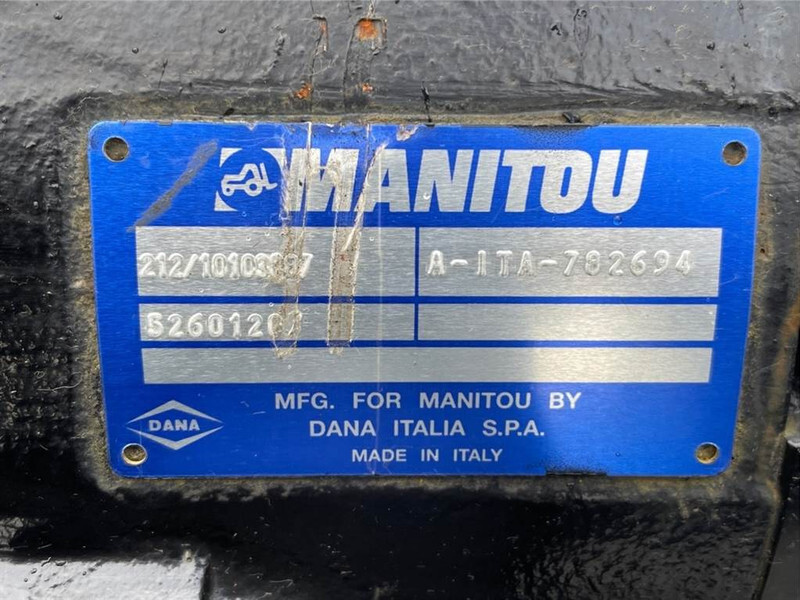 MANITOU
A-ITA-782694
MFG. FOR MANITOU BY
DANA
DANA ITALIA S.P.A.
MADE IN ITALY